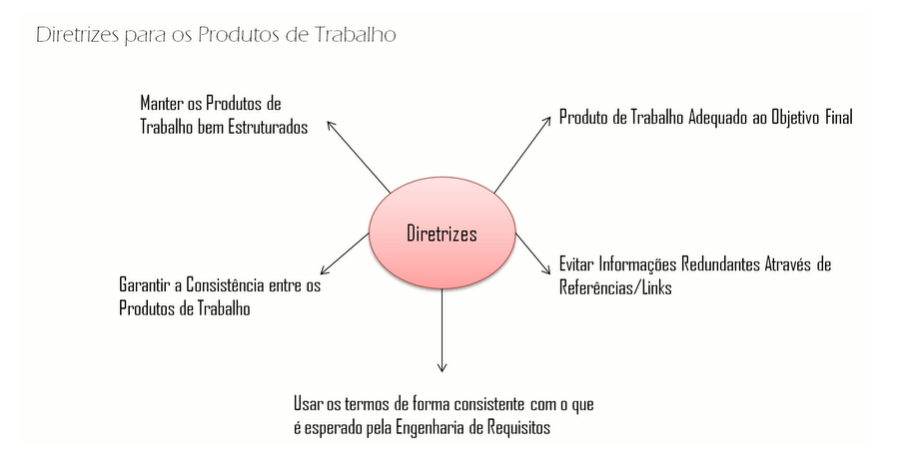 Diretrizes para os Produtos de Trabalho
Manter os Produtos de
Trabalho bem Estruturados
Produto de Trabalho Adequado ao Objetivo Final
Diretrizes
Garantir a Consistência entre os
Produtos de Trabalho
Evitar Informações Redundantes Através de
Referências/Links
Usar os termos de forma consistente com o que
é esperado pela Engenharia de Requisitos